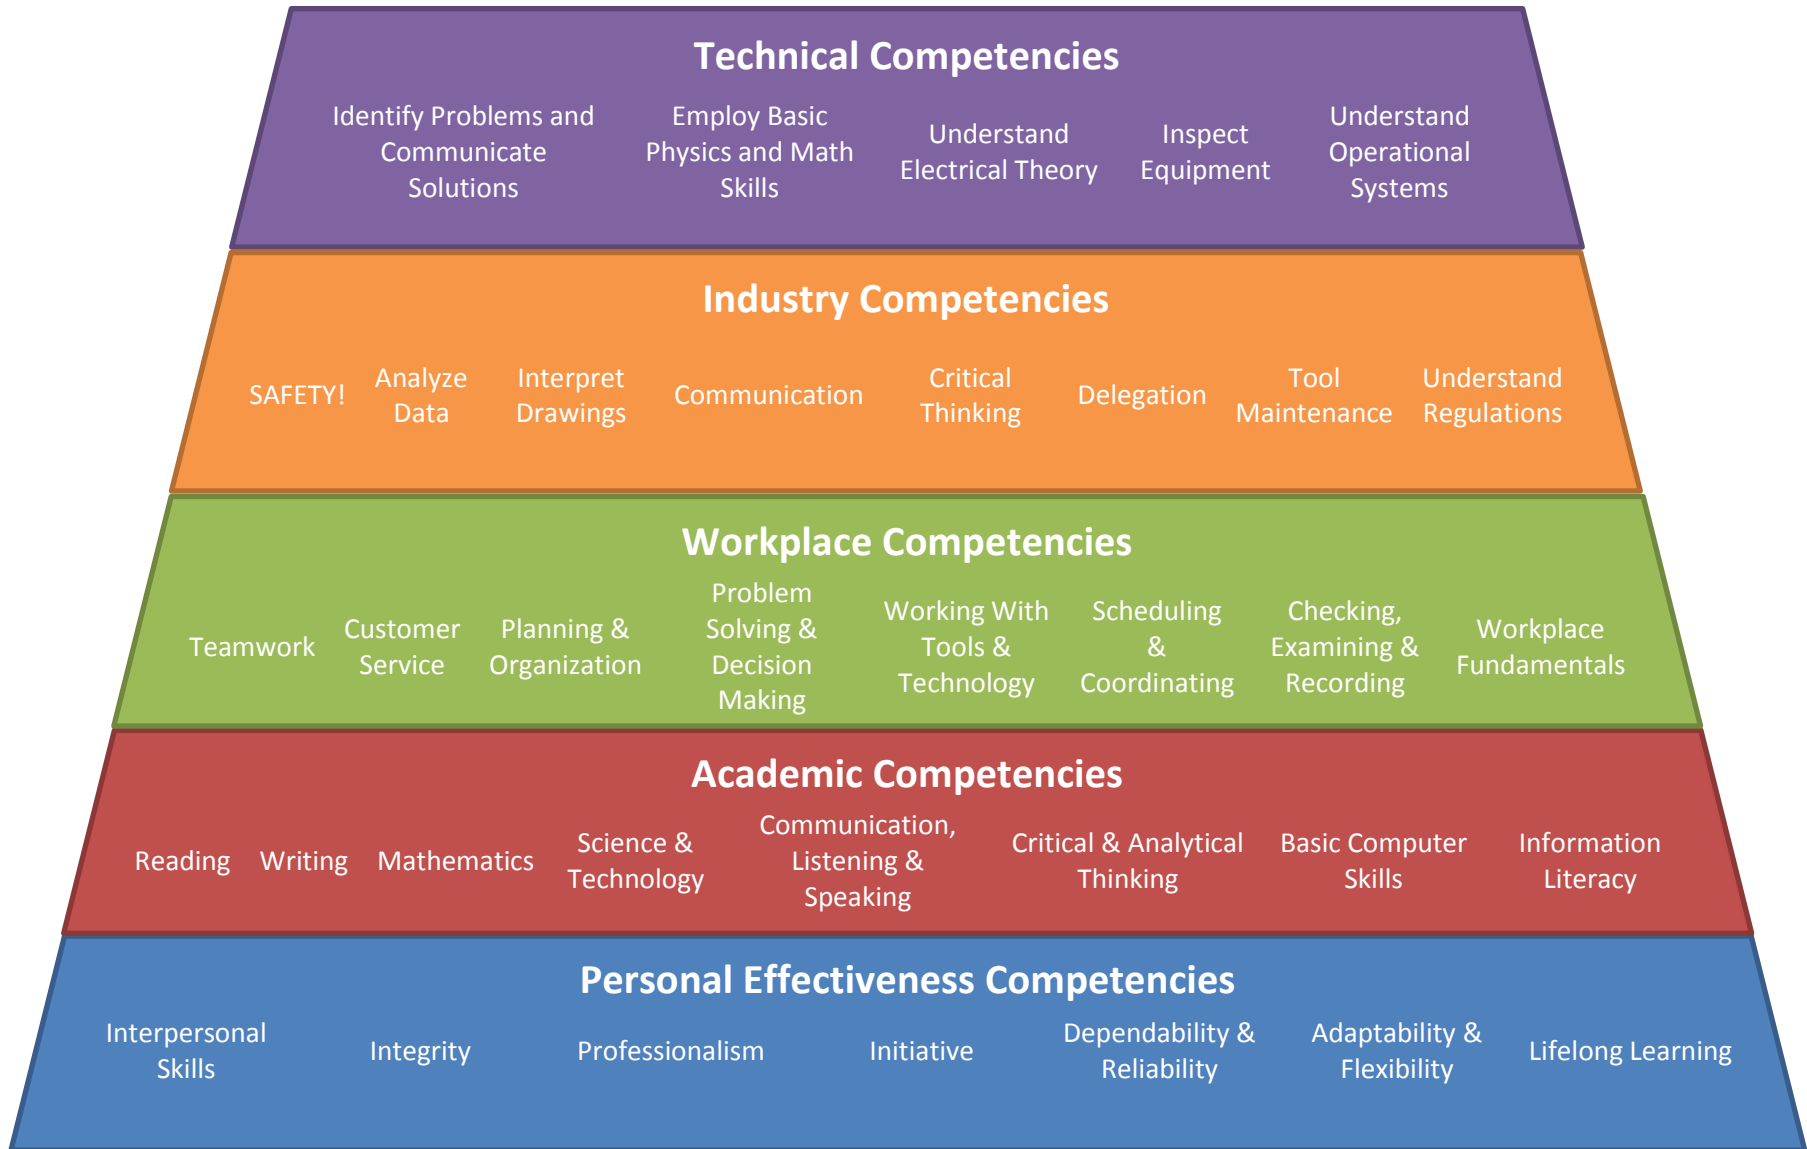 Technical Competencies
Identify Problems and
Communicate
Solutions
Employ Basic
Physics and Math
Skills
Understand
Electrical Theory
Inspect
Equipment
Understand
Operational
Systems
Industry Competencies
SAFETY!
Analyze
Data
Interpret
Drawings
Communication
Critical
Thinking
Delegation
Tool
Maintenance
Understand
Regulations
Workplace Competencies
Teamwork
Customer
Service
Planning &
Organization
Problem
Solving &
Decision
Making
Working With
Tools &
Technology
Scheduling
&
Coordinating
Checking,
Examining &
Recording
Workplace
Fundamentals
Academic Competencies
Reading
Writing
Mathematics
Science &
Technology
Communication,
Listening &
Speaking
Critical & Analytical
Thinking
Basic Computer
Skills
Information
Literacy
Personal Effectiveness Competencies
Interpersonal
Skills
Integrity
Professionalism
Initiative
Dependability &
Reliability
Adaptability &
Flexibility
Lifelong Learning